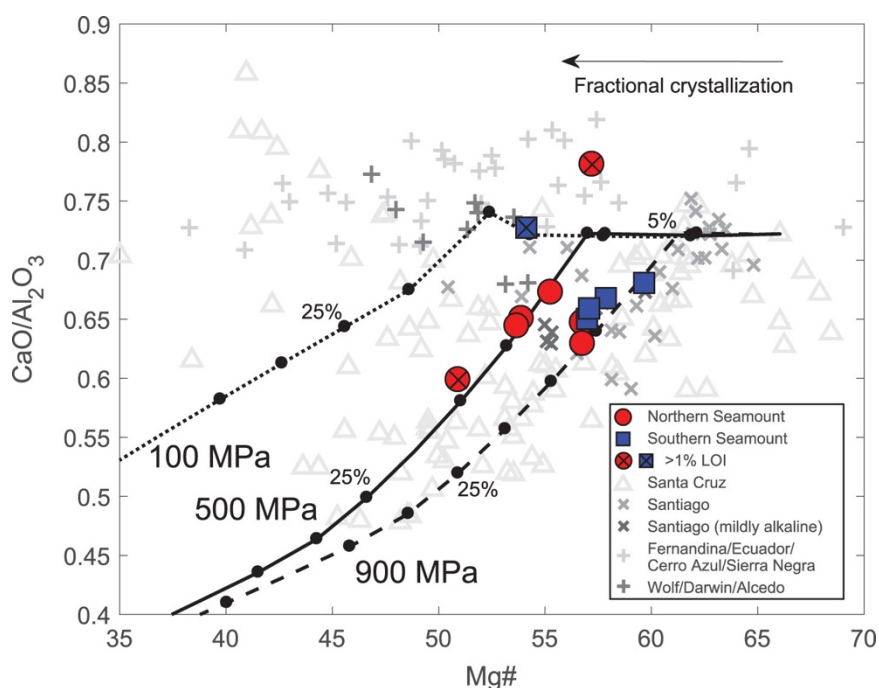 0.9
0.85
0.8
0.75
0.7
0.65
0.6
0.55
0.5
0.45
0.4
CaO/Al₂O₃
Fractional crystallization
5%
25%
25%
25%
100 MPa
500 MPa
900 MPa
Northern Seamount
Southern Seamount
>1% LOI
Santa Cruz
Santiago
Santiago (mildly alkaline)
Fernandina/Ecuador/
Cerro Azul/Sierra Negra
Wolf/Darwin/Alcedo
35 40 45 50 55 60 65 70
Mg#